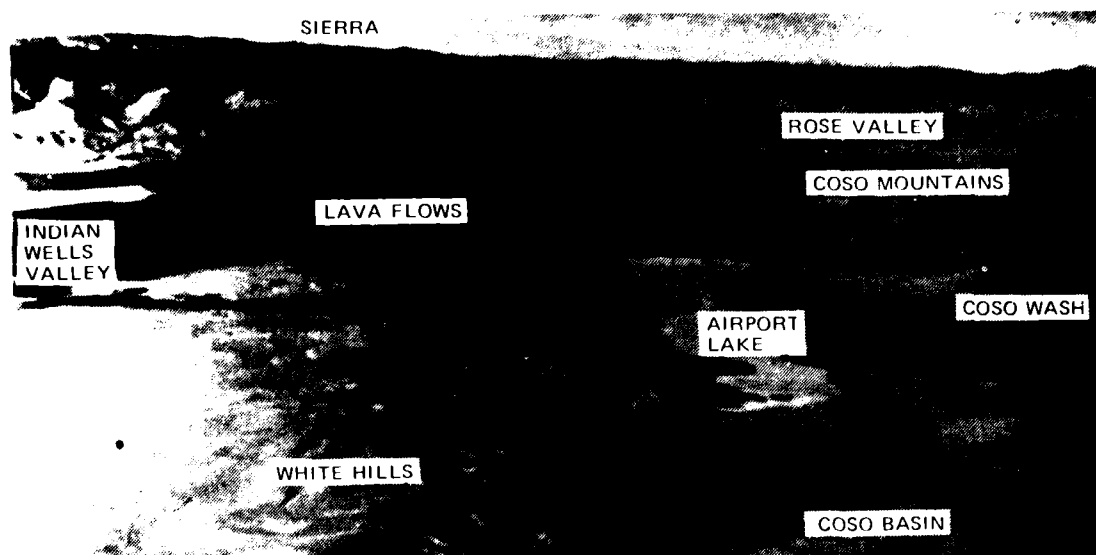 SIERRA
ROSE VALLEY
COSO MOUNTAINS
LAVA FLOWS
INDIAN
WELLS
VALLEY
COSO WASH
AIRPORT
LAKE
WHITE HILLS
COSO BASIN